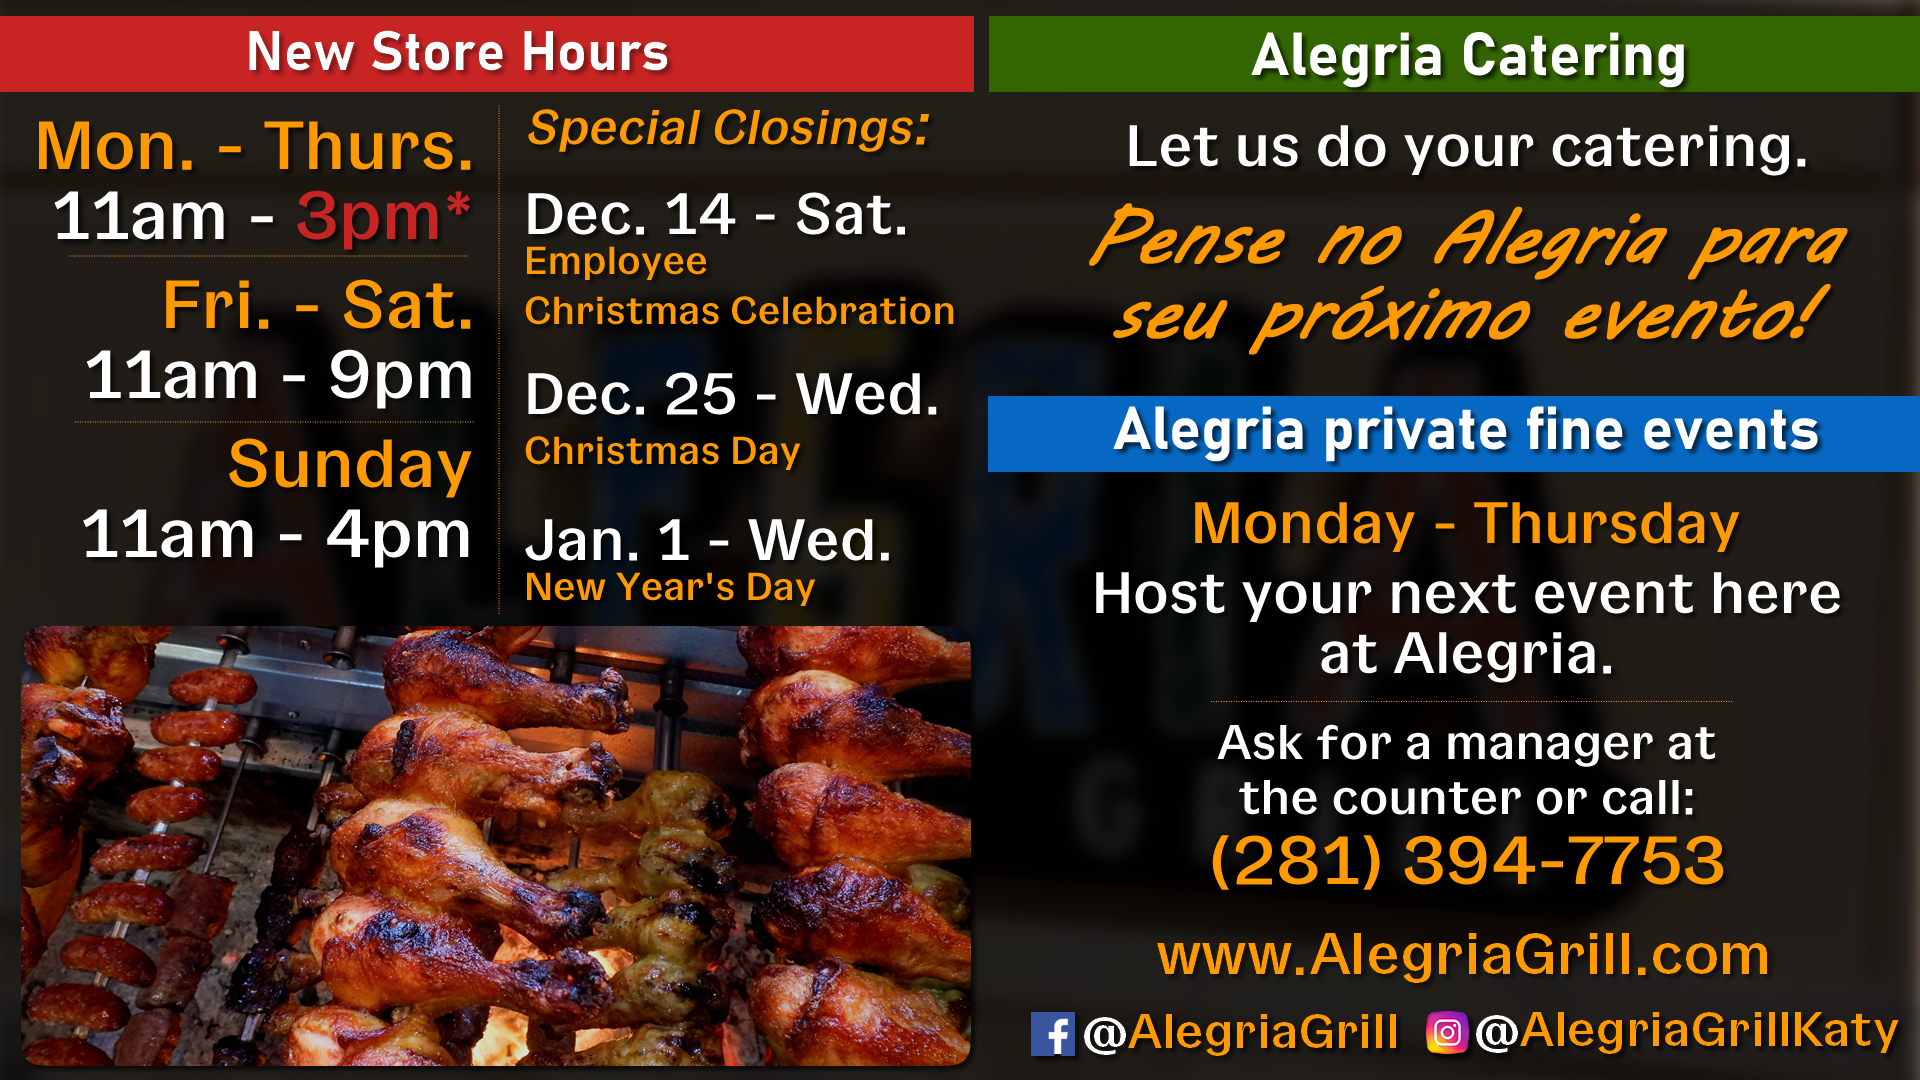 New Store Hours
Mon. - Thurs.
11am - 3pm*
Fri. - Sat.
11am - 9pm
Sunday
11am - 4pm
Special Closings:
Dec. 14 - Sat.
Employee
Christmas Celebration
Dec. 25 - Wed.
Christmas Day
Jan. 1 - Wed.
New Year's Day
Alegria Catering
Let us do your catering.
Pense no Alegria para
seu próximo evento!
Alegria private fine events
Monday - Thursday
Host your next event here
at Alegria.
Ask for a manager at
the counter or call:
(281) 394-7753
www.AlegriaGrill.com
@AlegriaGrill
@AlegriaGrillKaty